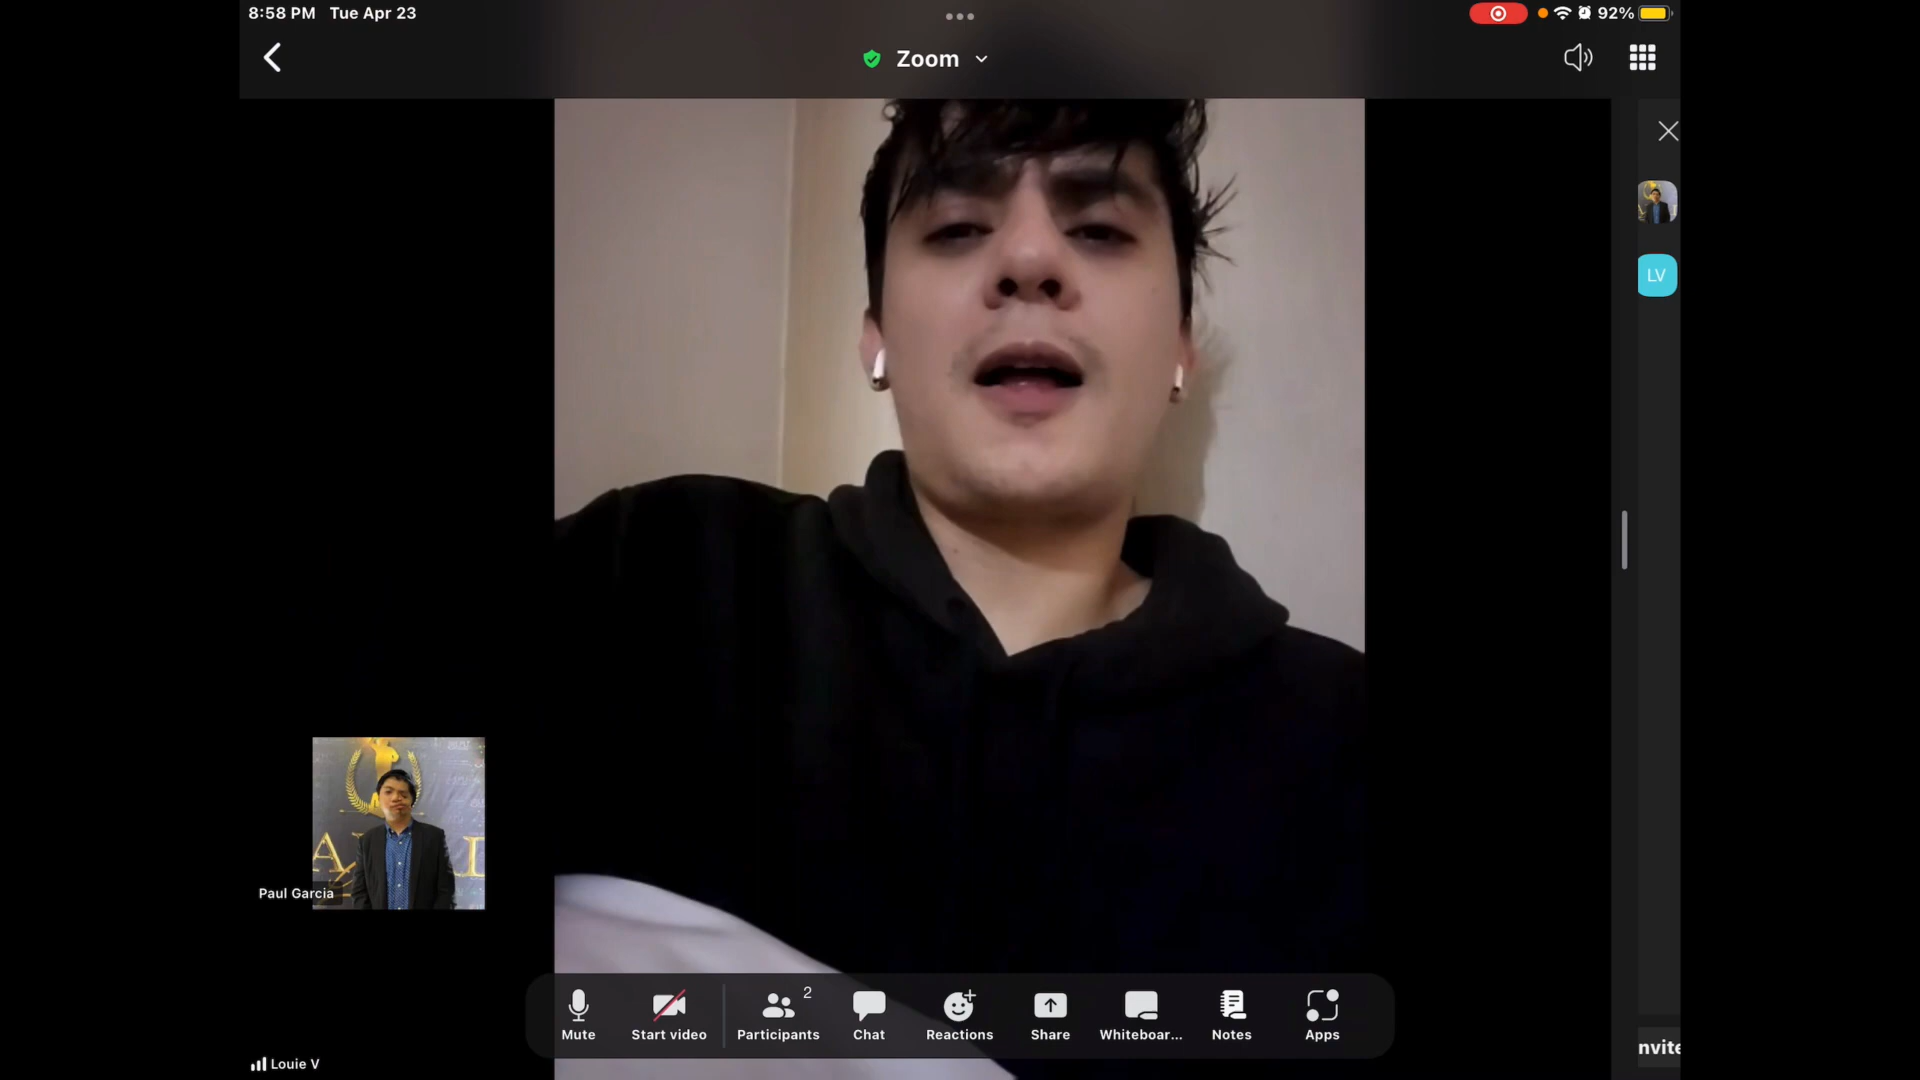 8:58 PM Tue Apr 23
92%
Zoom
LV
Paul Garcia
2
Mute
Start video
Participants
Chat
Reactions
Share
Whiteboar...
Notes
Apps
nvite
Louie V